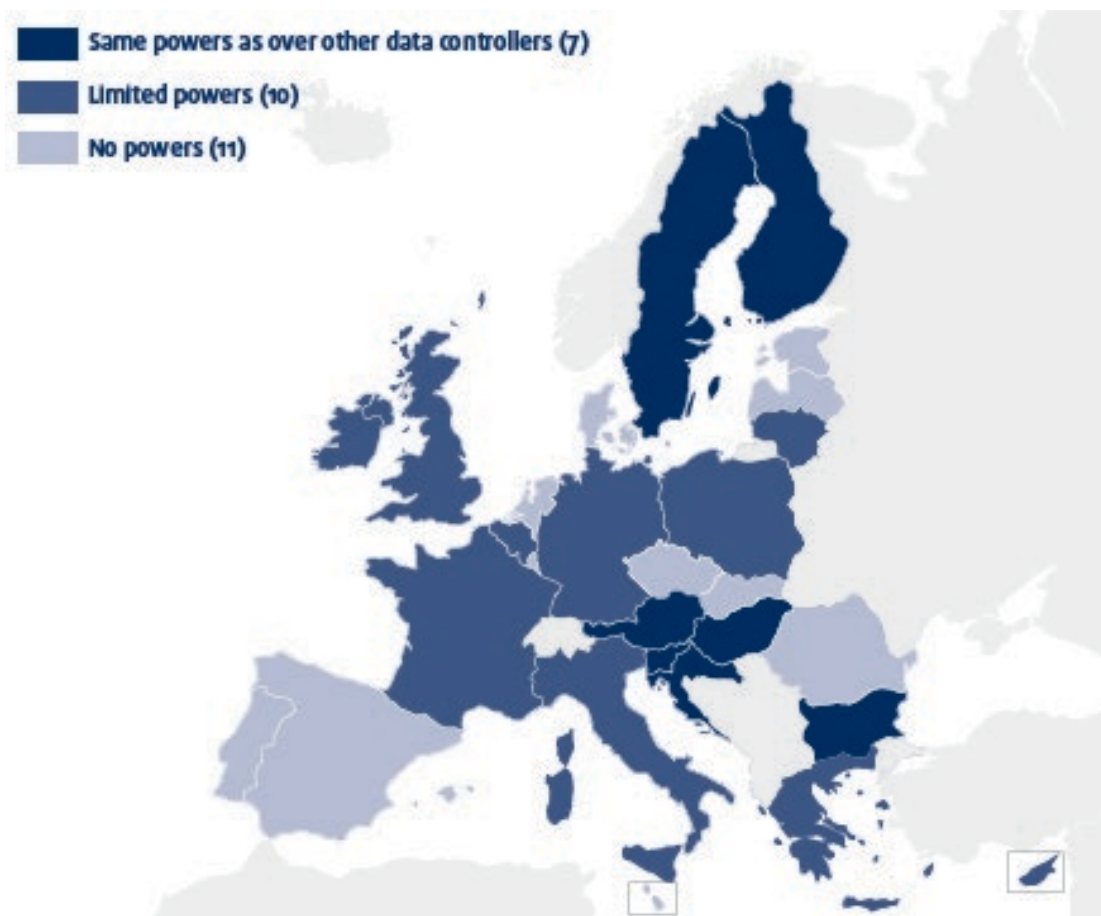 Same powers as over other data controllers (7)
Limited powers (10)
No powers (11)